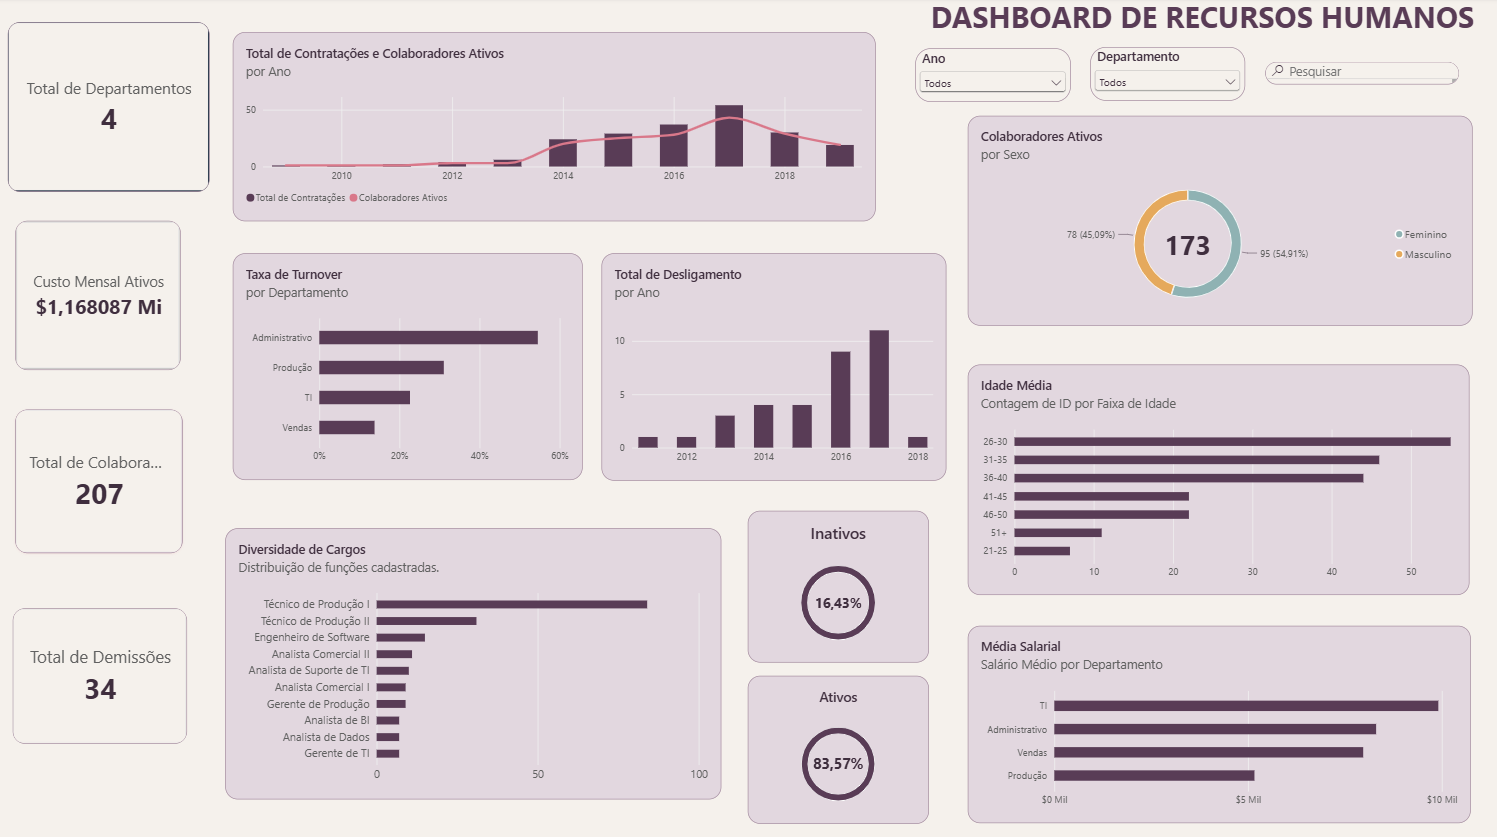 DASHBOARD DE RECURSOS HUMANOS
Total de Departamentos
4
Custo Mensal Ativos
$1,168087 Mi
Total de Colabora...
207
Total de Demissões
34
Total de Contratações e Colaboradores Ativos
por Ano
50
0
2010 2012 2014 2016 2018
Total de Contratações Colaboradores Ativos
Ano
Todos
Departamento
Todos
Pesquisar
Colaboradores Ativos
por Sexo
78 (45,09%)
173
95 (54,91%)
Feminino
Masculino
Taxa de Turnover
por Departamento
Administrativo
Produção
TI
Vendas
0% 20% 40% 60%
Total de Desligamento
por Ano
10
5
0
2012 2014 2016 2018
Idade Média
Contagem de ID por Faixa de Idade
26-30
31-35
36-40
41-45
46-50
51+
21-25
0 10 20 30 40 50
Diversidade de Cargos
Distribuição de funções cadastradas.
Técnico de Produção I
Técnico de Produção II
Engenheiro de Software
Analista Comercial II
Analista de Suporte de TI
Analista Comercial I
Gerente de Produção
Analista de BI
Analista de Dados
Gerente de TI
0 50 100
Inativos
16,43%
Ativos
83,57%
Média Salarial
Salário Médio por Departamento
TI
Administrativo
Vendas
Produção
$0 Mil $5 Mil $10 Mil